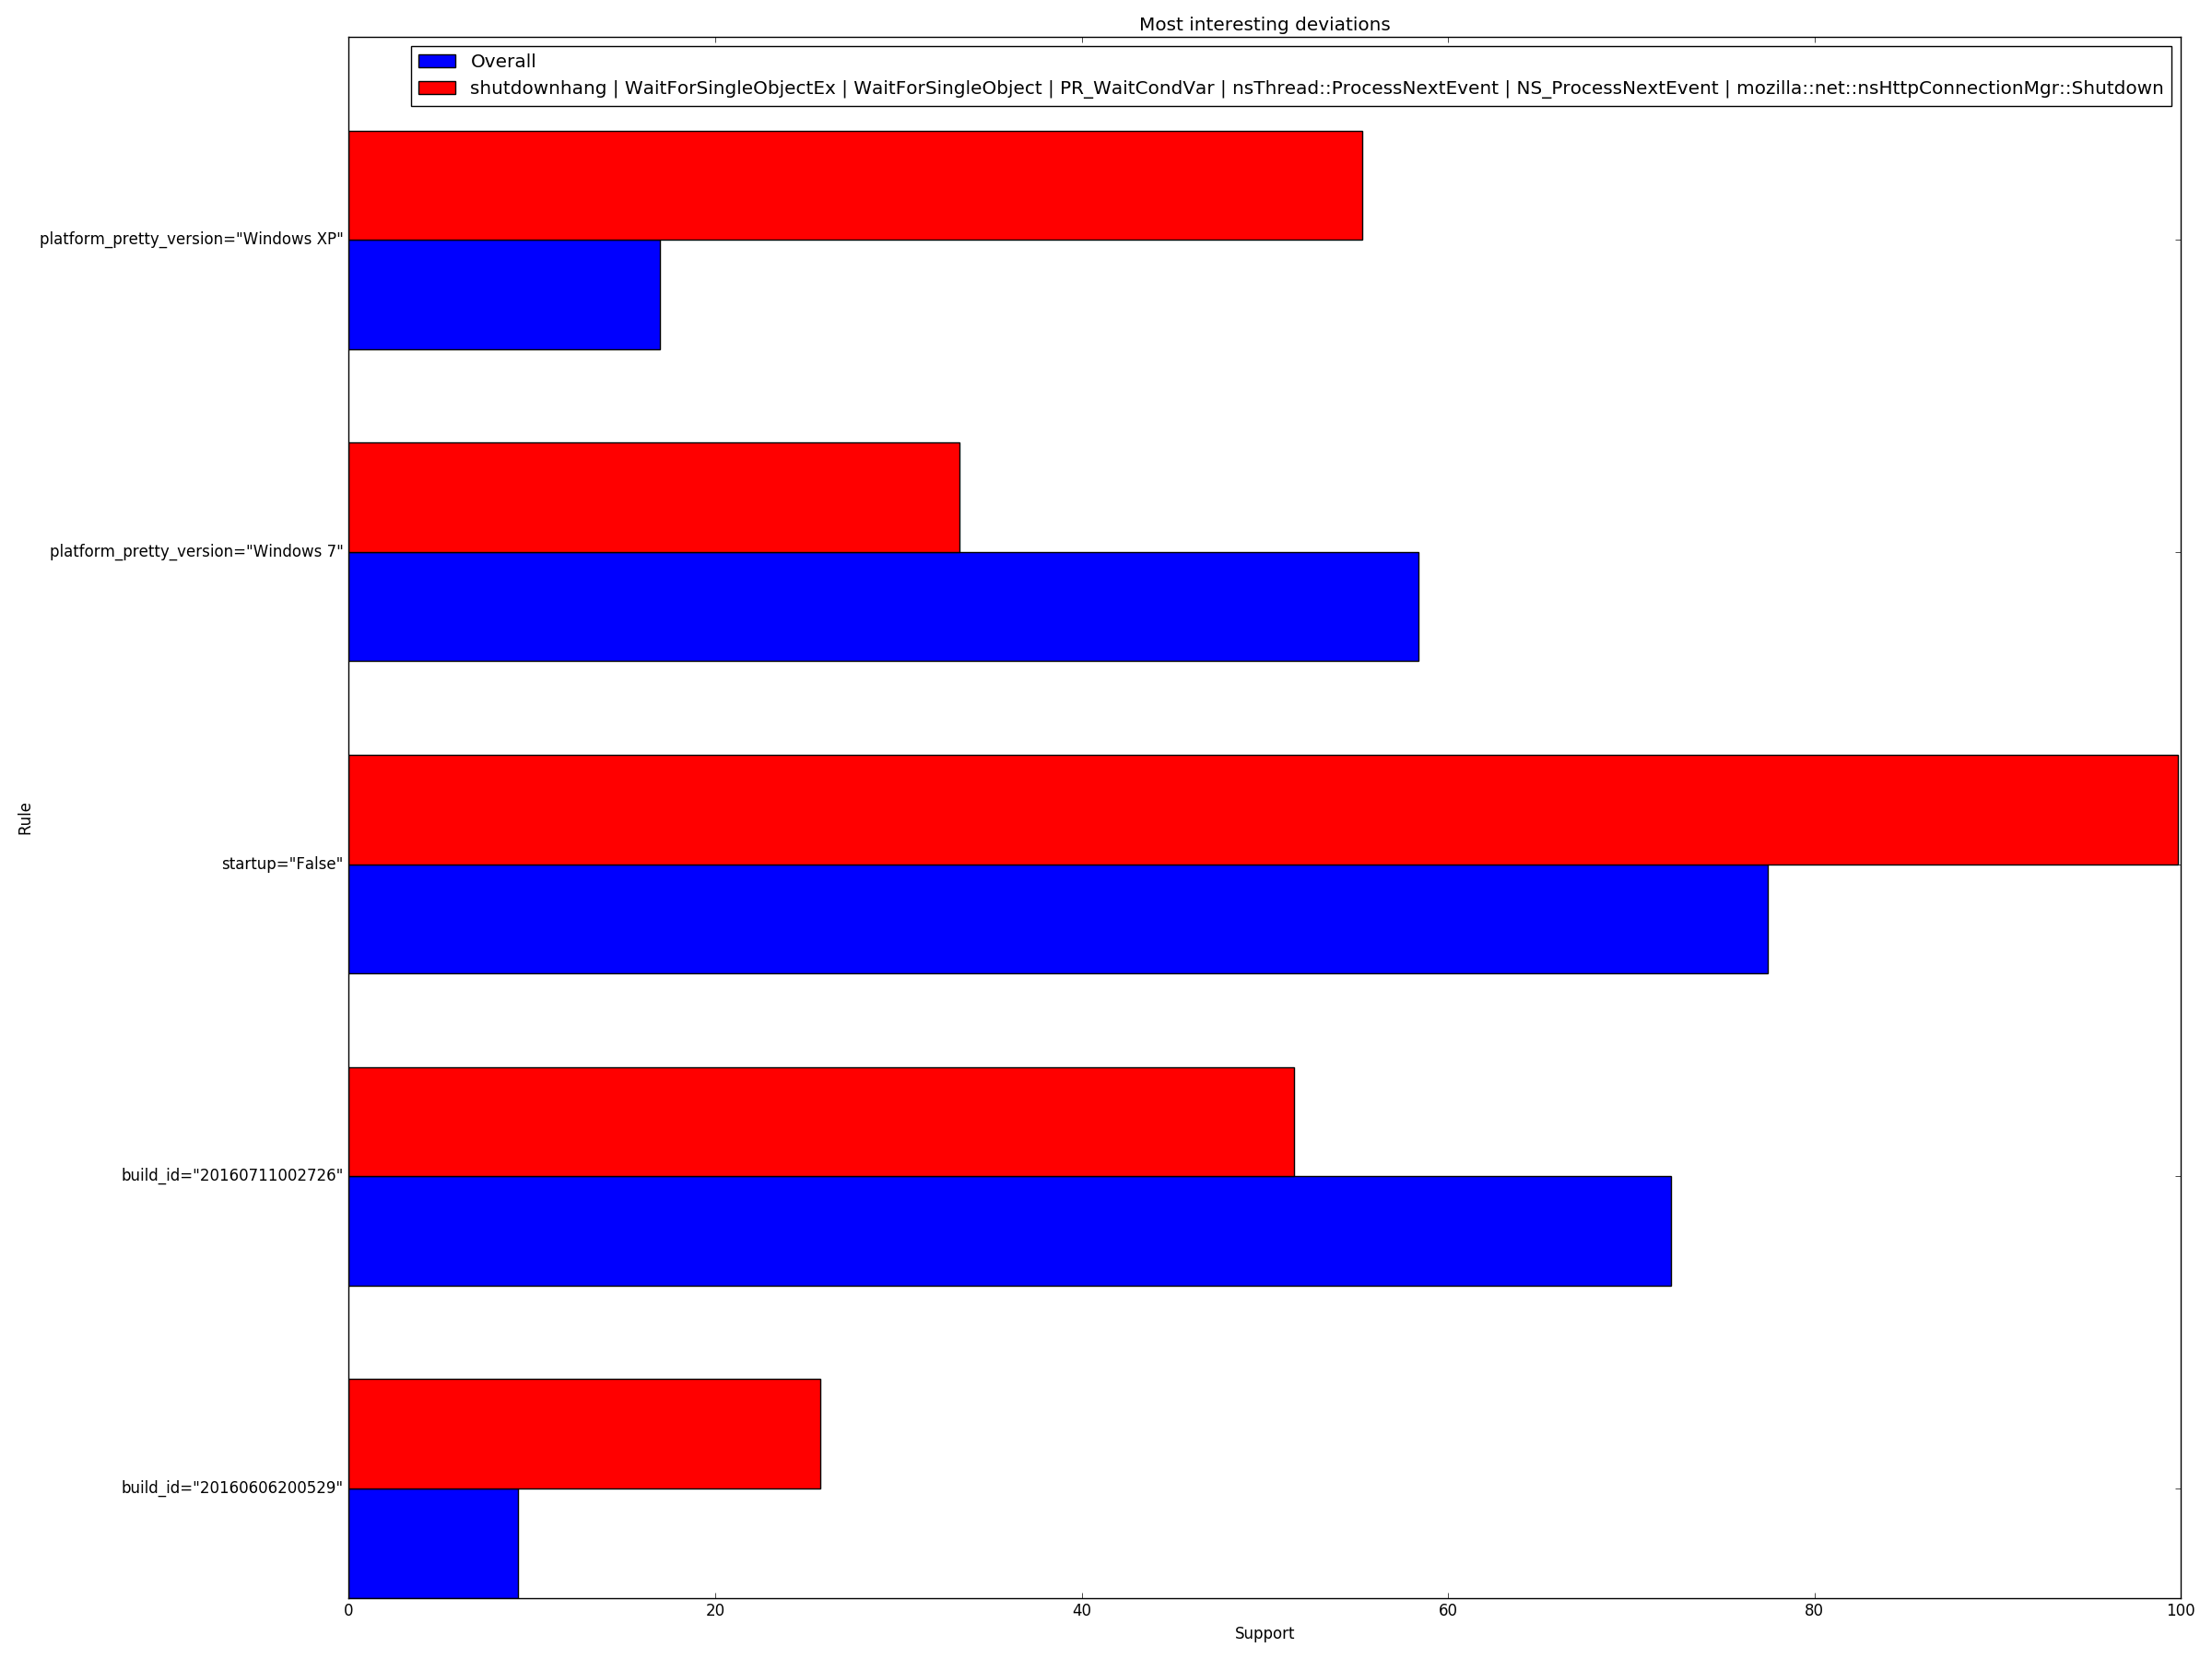 Most interesting deviations
Overall
shutdownhang | WaitForSingleObjectEx | WaitForSingleObject | PR_WaitCondVar | nsThread::ProcessNextEvent | NS_ProcessNextEvent | mozilla::net::nsHttpConnectionMgr::Shutdown
platform_pretty_version="Windows XP"
platform_pretty_version="Windows 7"
Rule
startup="False"
build_id="20160711002726"
build_id="20160606200529"
0 20 40 60 80 100
Support